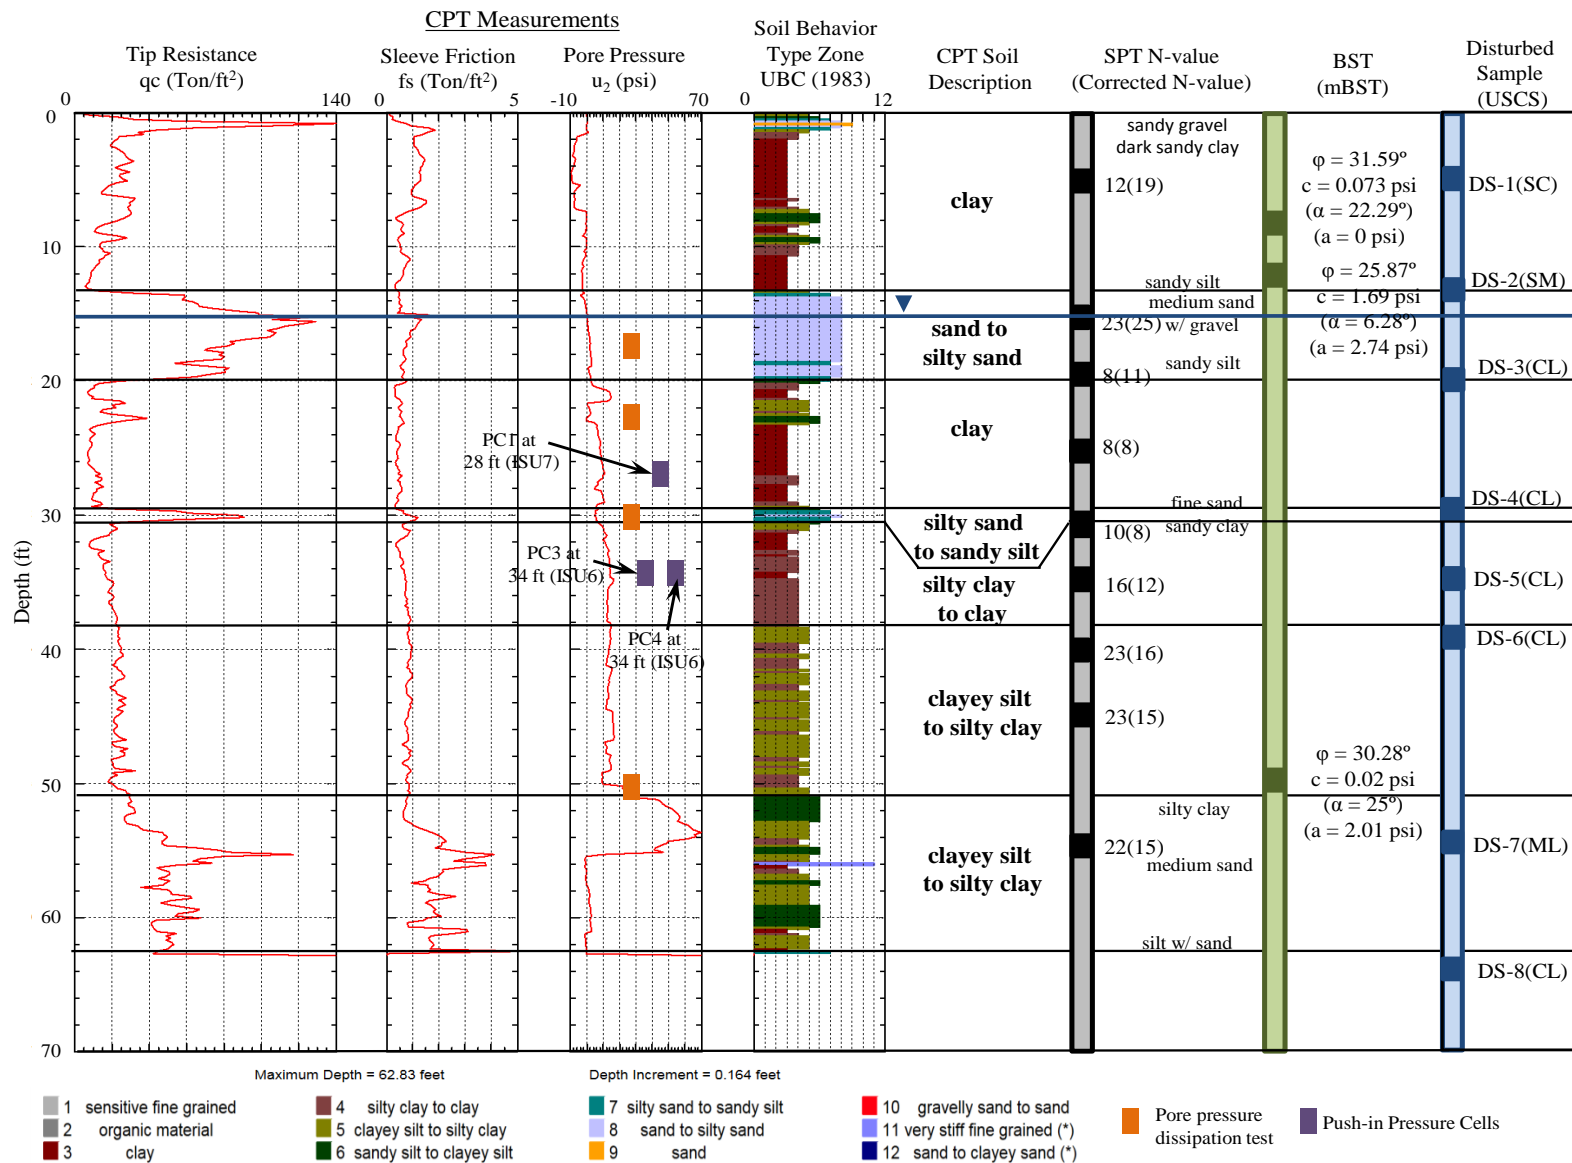 CPT Measurements
Tip Resistance
qc (Ton/ft²)
Sleeve Friction
fs (Ton/ft²)
Pore Pressure
u₂ (psi)
Soil Behavior
Type Zone
UBC (1983)
CPT Soil
Description
SPT N-value
(Corrected N-value)
BST
(mBST)
Disturbed
Sample
(USCS)
0 140
0 5
-10 70
0 12
Depth (ft)
0
10
20
30
40
50
60
70
PC1 at
28 ft (ISU7)
PC3 at
34 ft (ISU6)
PC4 at
34 ft (ISU6)
clay
sand to
silty sand
clay
silty sand
to sandy silt
silty clay
to clay
clayey silt
to silty clay
clayey silt
to silty clay
sandy gravel
dark sandy clay
12(19)
sandy silt
medium sand
23(25) w/ gravel
sandy silt
8(11)
8(8)
fine sand
sandy clay
10(8)
16(12)
23(16)
23(15)
silty clay
22(15)
medium sand
silt w/ sand
φ = 31.59º
c = 0.073 psi
(α = 22.29º)
(a = 0 psi)
φ = 25.87º
c = 1.69 psi
(α = 6.28º)
(a = 2.74 psi)
φ = 30.28º
c = 0.02 psi
(α = 25º)
(a = 2.01 psi)
DS-1(SC)
DS-2(SM)
DS-3(CL)
DS-4(CL)
DS-5(CL)
DS-6(CL)
DS-7(ML)
DS-8(CL)
Maximum Depth = 62.83 feet
Depth Increment = 0.164 feet
1 sensitive fine grained
2 organic material
3 clay
4 silty clay to clay
5 clayey silt to silty clay
6 sandy silt to clayey silt
7 silty sand to sandy silt
8 sand to silty sand
9 sand
10 gravelly sand to sand
11 very stiff fine grained (*)
12 sand to clayey sand (*)
Pore pressure
dissipation test
Push-in Pressure Cells